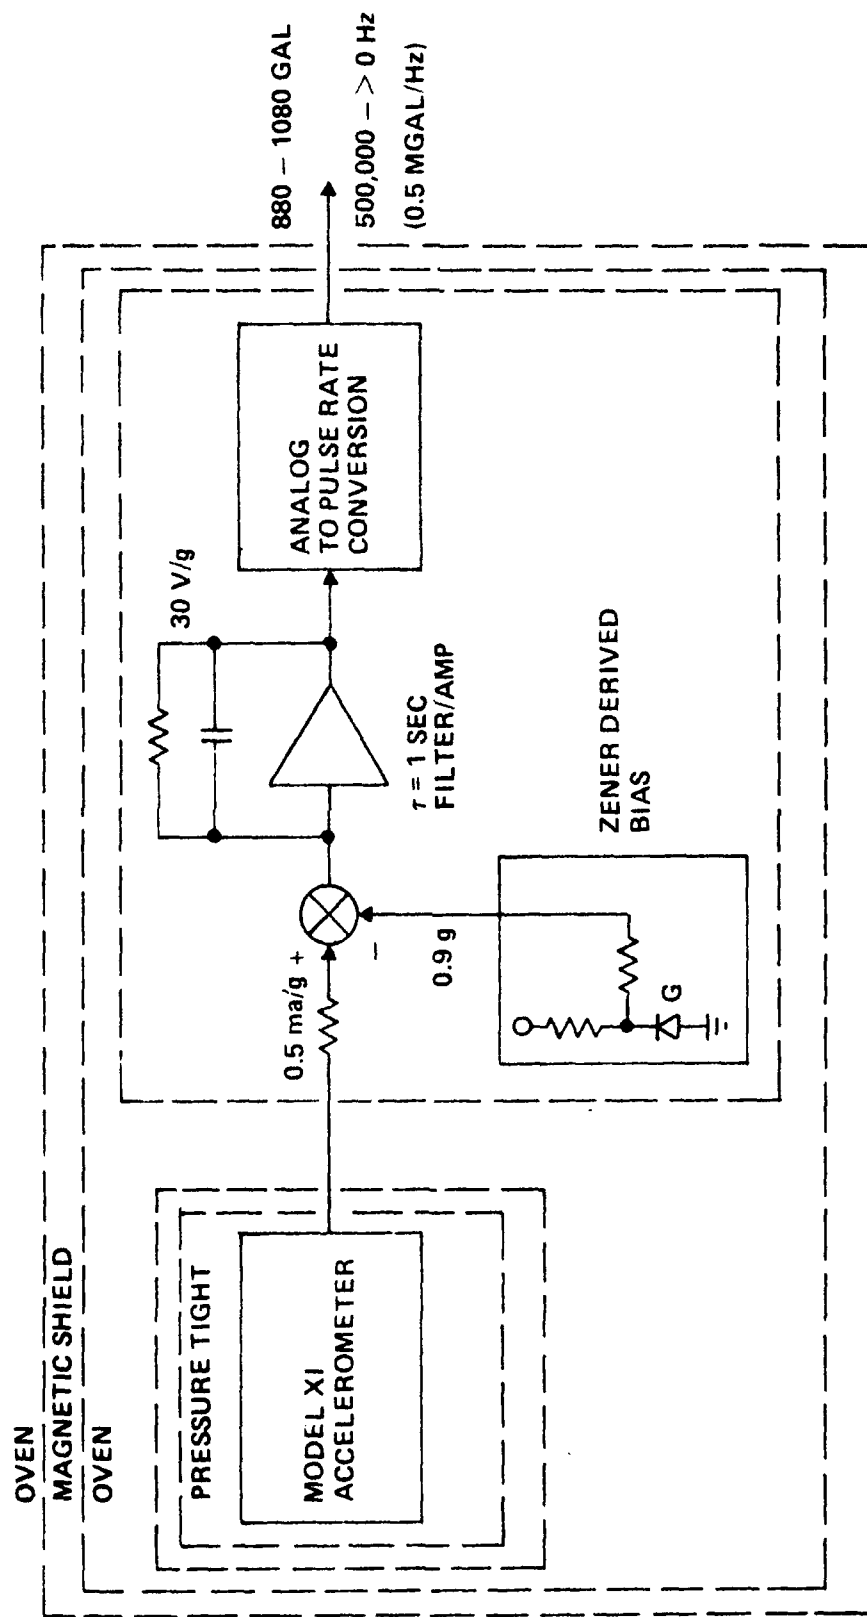 OVEN
MAGNETIC SHIELD
OVEN
PRESSURE TIGHT
MODEL XI
ACCELEROMETER
0.5 ma/g +
−
0.9 g
G
ZENER DERIVED
BIAS
30 V/g
τ = 1 SEC
FILTER/AMP
ANALOG
TO PULSE RATE
CONVERSION
880 – 1080 GAL
500,000 – > 0 Hz
(0.5 MGAL/Hz)